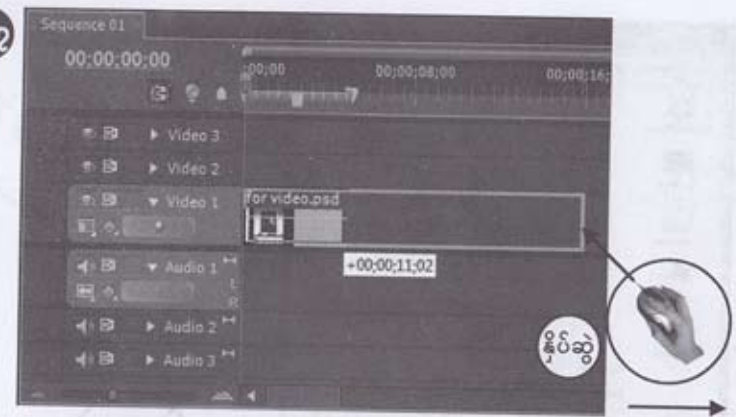 2
Sequence 01
00;00;00;00
;00;00 00;00;08;00 00;00;16;
Video 3
Video 2
Video 1
for video.psd
Audio 1
L
R
+00;00;11;02
Audio 2
Audio 3
နှိပ်ဆွဲ